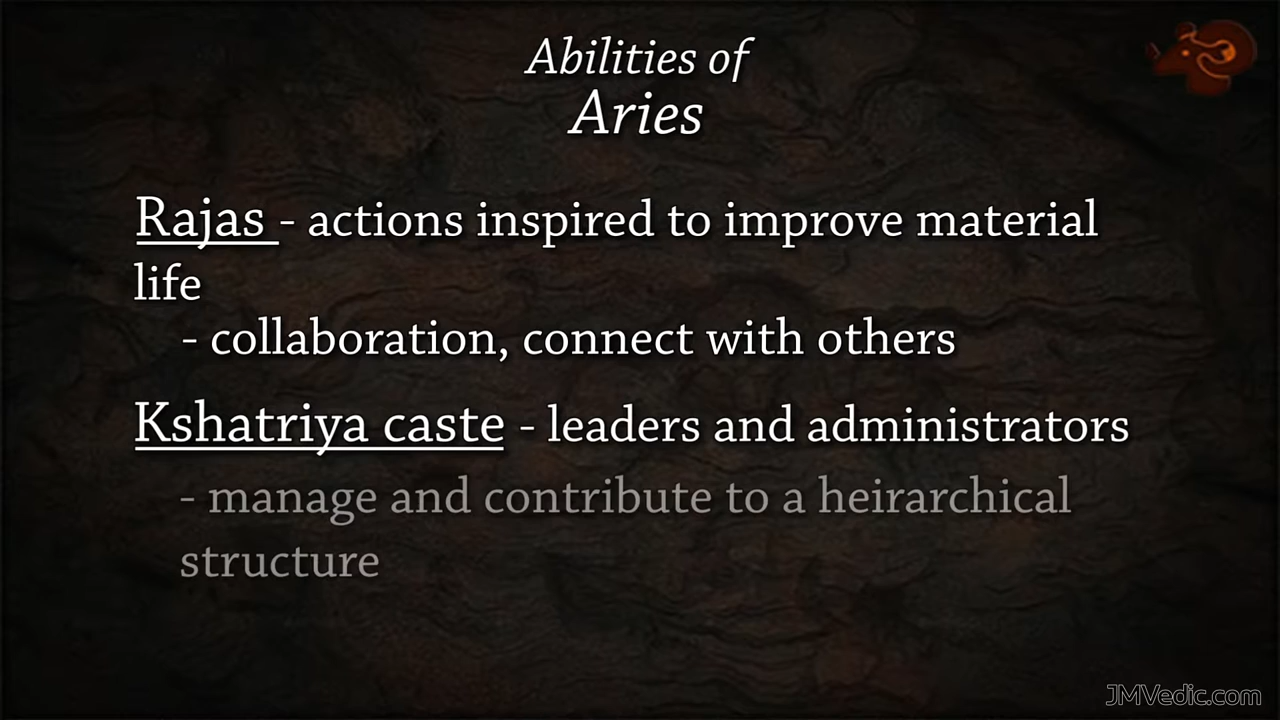 Abilities of
Aries
Rajas - actions inspired to improve material
life
- collaboration, connect with others
Kshatriya caste - leaders and administrators
- manage and contribute to a heirarchical
structure
JMVedic.com